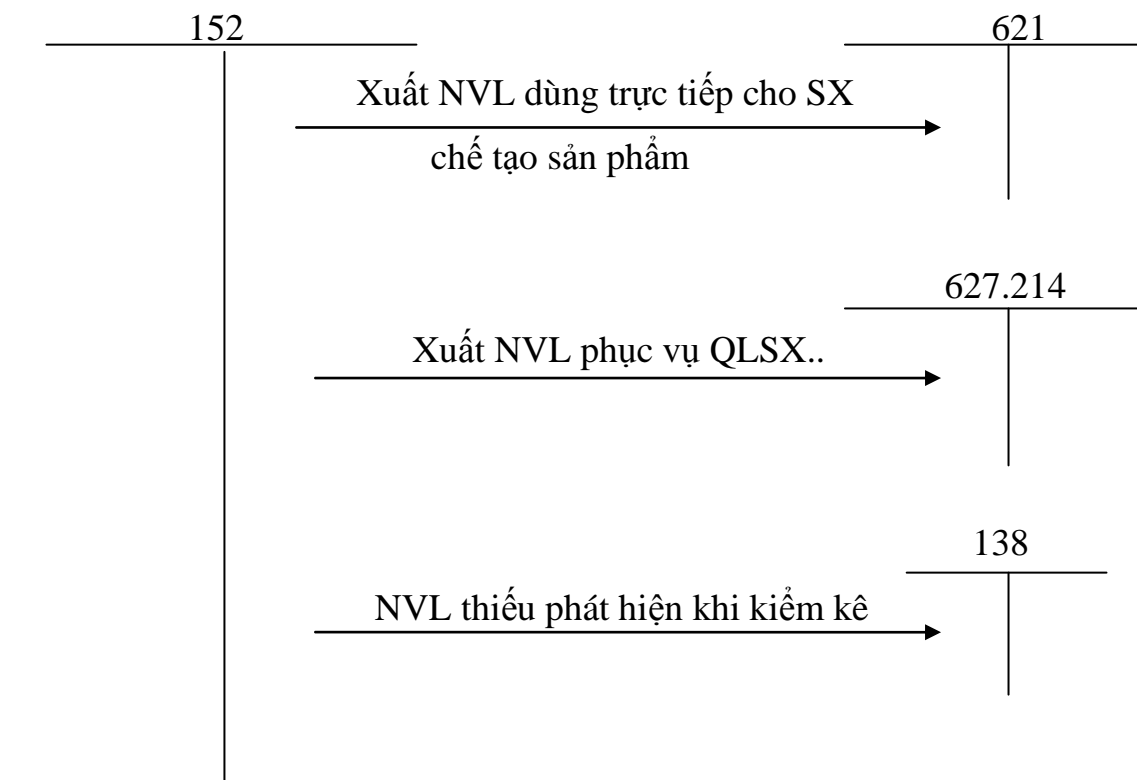 152
621
Xuất NVL dùng trực tiếp cho SX
chế tạo sản phẩm
627.214
Xuất NVL phục vụ QLSX..
138
NVL thiếu phát hiện khi kiểm kê